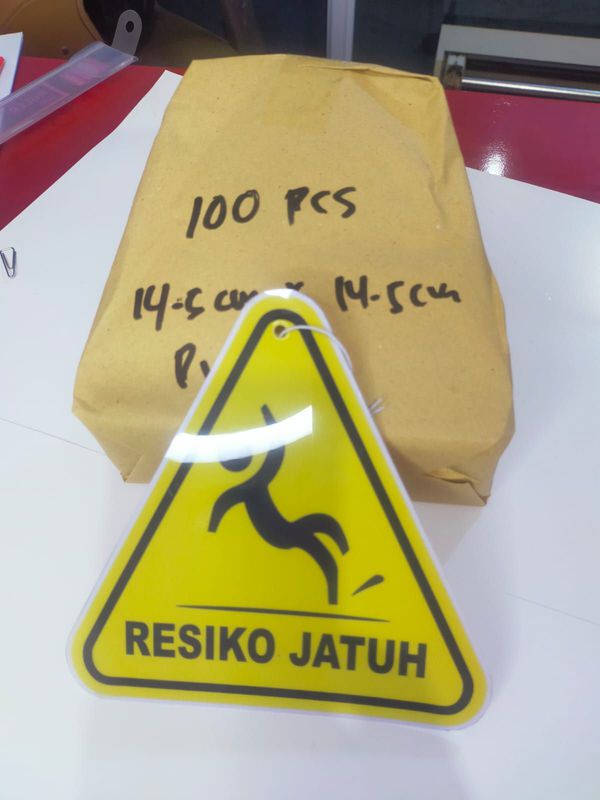 100 PCS
14.5 cm x 14.5 cm
RESIKO JATUH